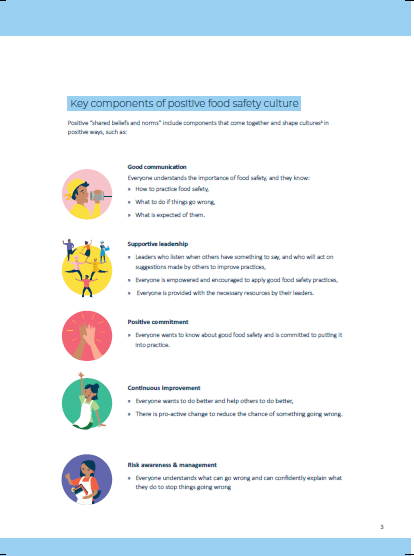 Key components of positive food safety culture
Positive "shared beliefs and norms" include components that come together and shape cultures² in
positive ways, such as:
Good communication
Everyone understands the importance of food safety, and they know:
» How to practice food safety,
» What to do if things go wrong,
» What is expected of them.
Supportive leadership
» Leaders who listen when others have something to say, and who will act on
suggestions made by others to improve practices,
» Everyone is empowered and encouraged to apply good food safety practices,
» Everyone is provided with the necessary resources by their leaders.
Positive commitment
» Everyone wants to know about good food safety and is committed to putting it
into practice.
Continuous improvement
» Everyone wants to do better and help others to do better,
» There is pro-active change to reduce the chance of something going wrong.
Risk awareness & management
» Everyone understands what can go wrong and can confidently explain what
they do to stop things going wrong
3